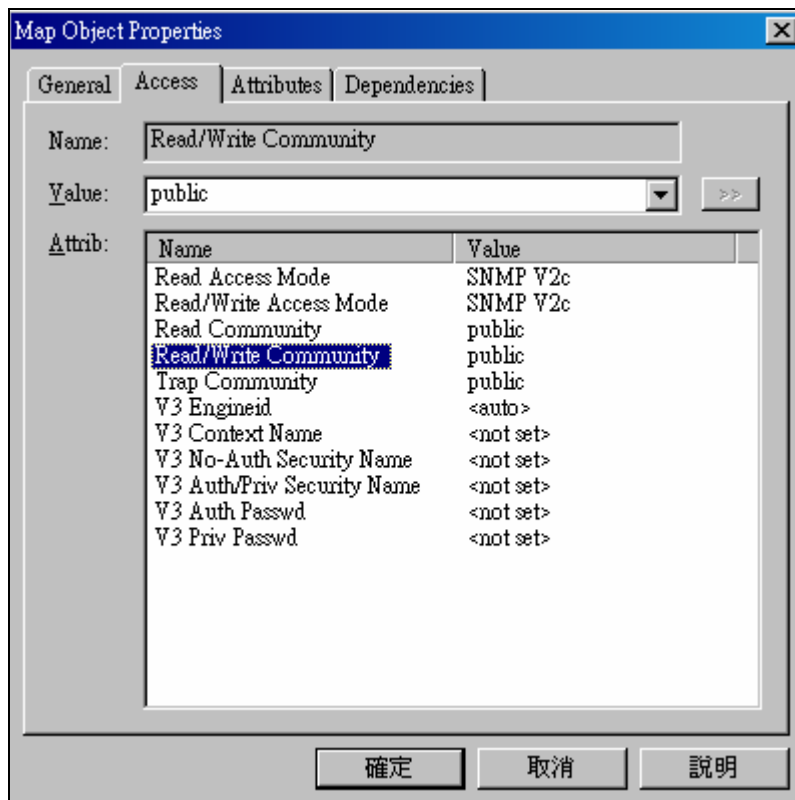 Map Object Properties
General Access Attributes Dependencies
Name: Read/Write Community
Value: public >>
Attrib: Name Value
Read Access Mode SNMP V2c
Read/Write Access Mode SNMP V2c
Read Community public
Read/Write Community public
Trap Community public
V3 Engineid <auto>
V3 Context Name <not set>
V3 No-Auth Security Name <not set>
V3 Auth/Priv Security Name <not set>
V3 Auth Passwd <not set>
V3 Priv Passwd <not set>
確定 取消 說明